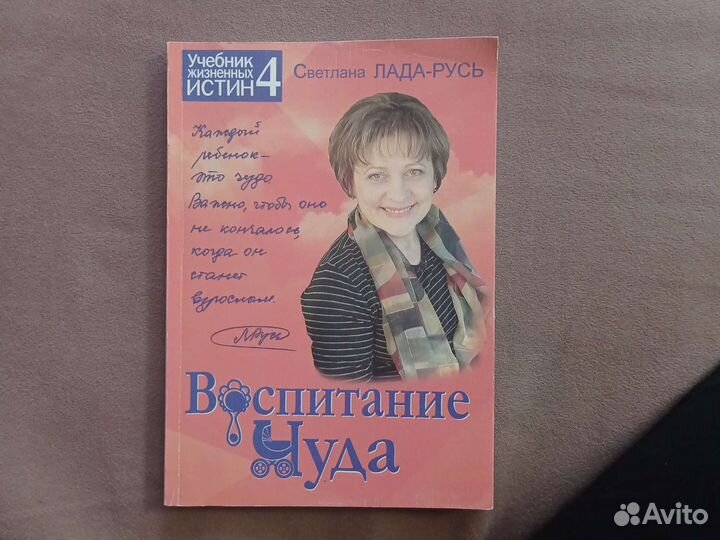 Учебник
жизненных
ИСТИН 4
Светлана ЛАДА-РУСЬ
Каждый
ребенок –
это чудо
Важно, чтобы оно
не кончалось,
когда он
станет
взрослым.
ЛРусь
Воспитание
Чуда
Avito